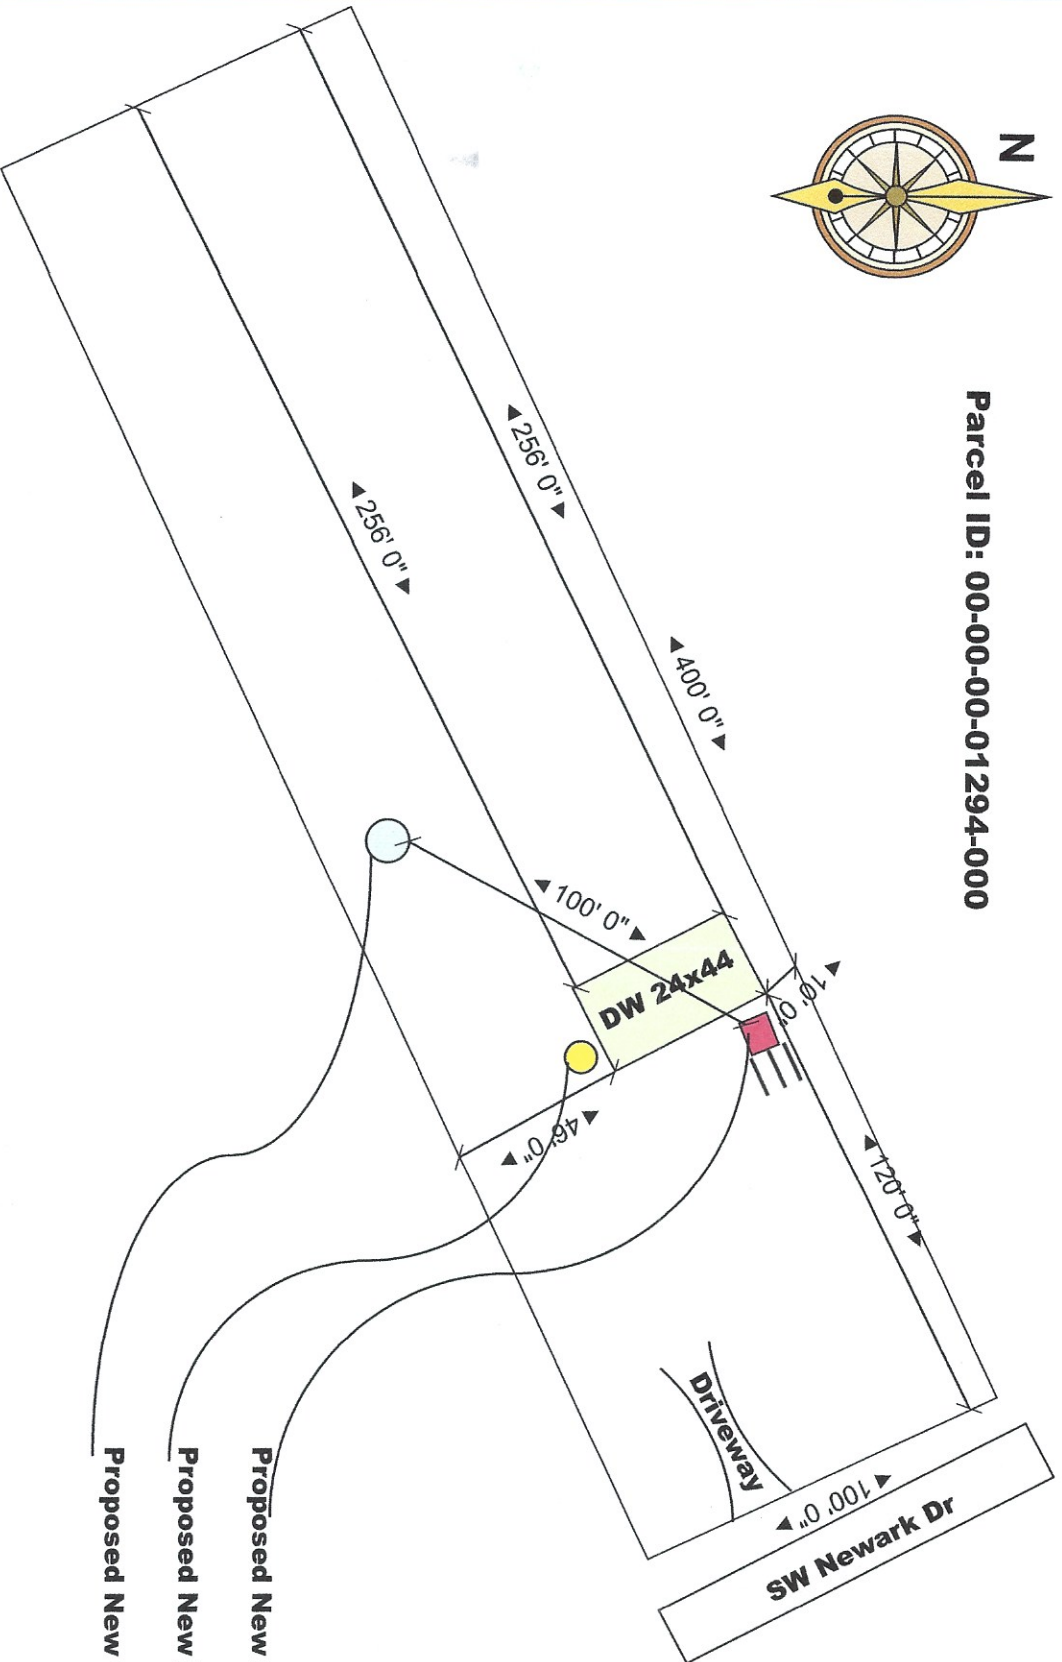 N
Parcel ID: 00-00-00-01294-000
256' 0"
256' 0"
400' 0"
100' 0"
DW 24x44
10' 0"
46' 0"
120' 0"
Driveway
100' 0"
SW Newark Dr
Proposed New
Proposed New
Proposed New